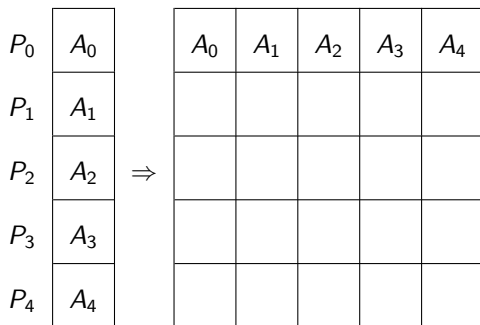 P₀ A₀ A₀ A₁ A₂ A₃ A₄
P₁ A₁
P₂ A₂ ⇒
P₃ A₃
P₄ A₄